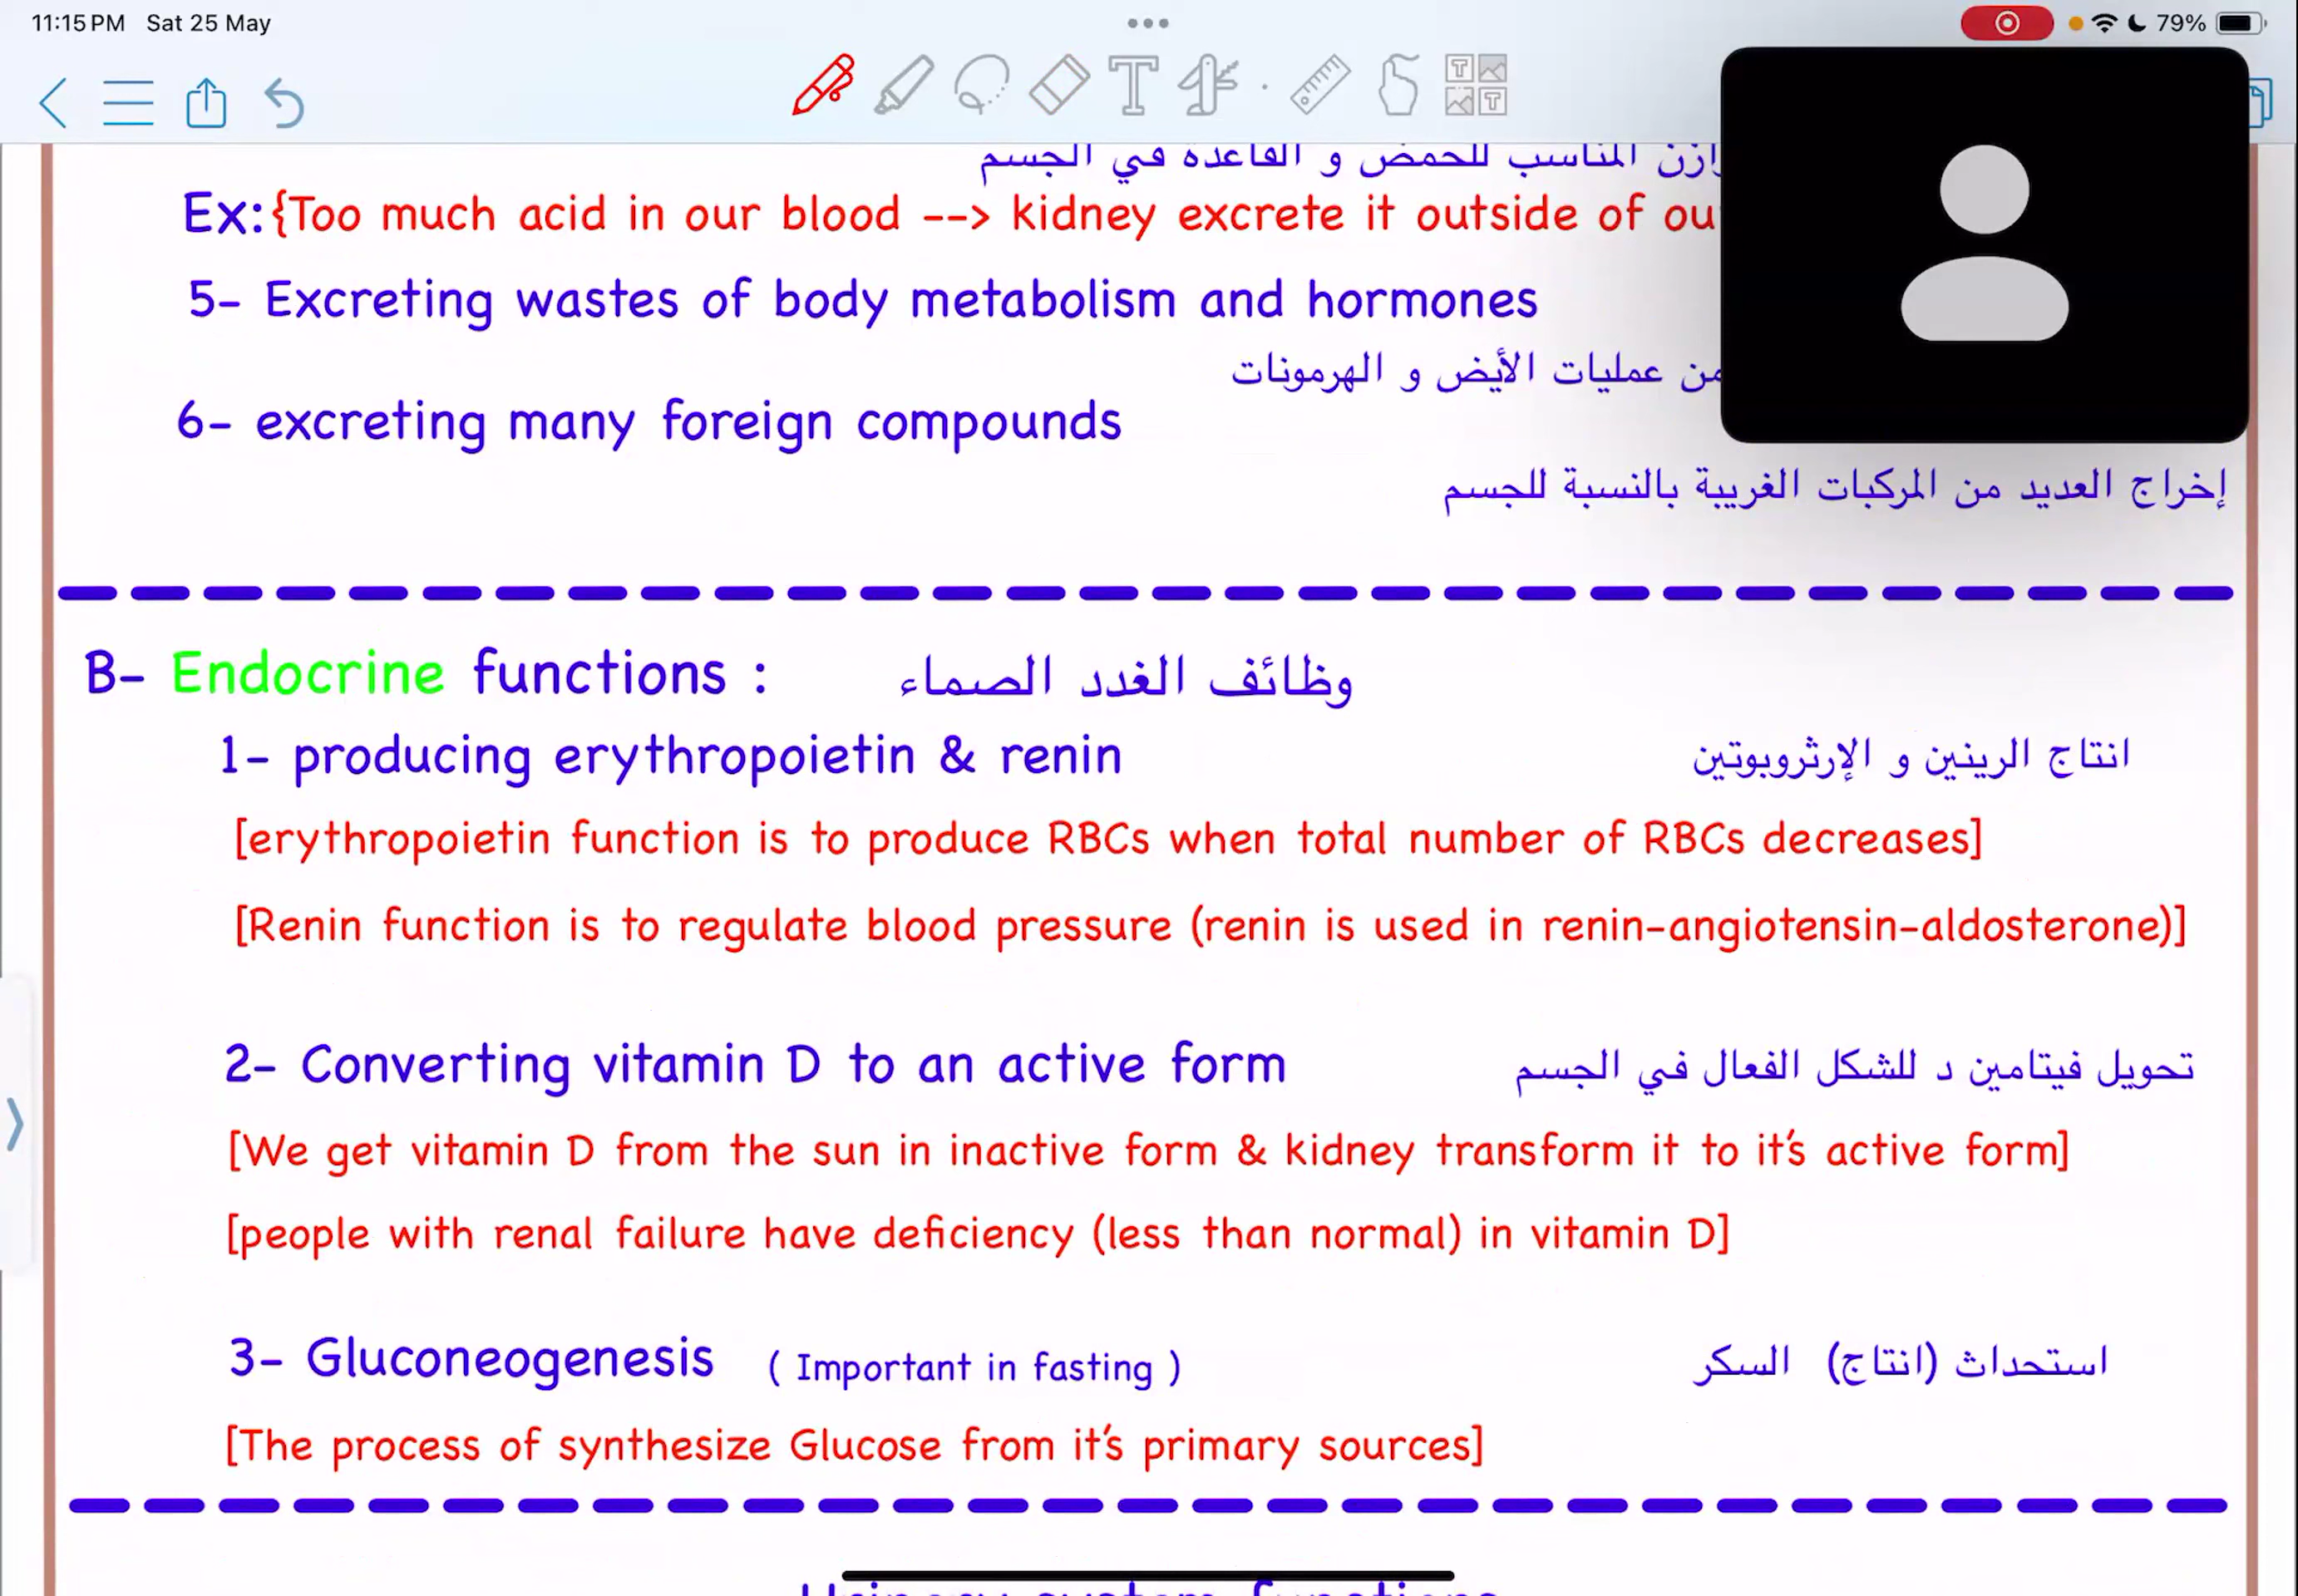 11:15 PM Sat 25 May
79%
المناسب للحمض و القاعدة في الجسم
Ex:{Too much acid in our blood --> kidney excrete it outside of
5- Excreting wastes of body metabolism and hormones
من عمليات الأيض و الهرمونات
6- excreting many foreign compounds
إخراج العديد من المركبات الغريبة بالنسبة للجسم
B- Endocrine functions : وظائف الغدد الصماء
1- producing erythropoietin & renin انتاج الرينين و الإرثروبوتين
[erythropoietin function is to produce RBCs when total number of RBCs decreases]
[Renin function is to regulate blood pressure (renin is used in renin-angiotensin-aldosterone)]
2- Converting vitamin D to an active form تحويل فيتامين د للشكل الفعال في الجسم
[We get vitamin D from the sun in inactive form & kidney transform it to it's active form]
[people with renal failure have deficiency (less than normal) in vitamin D]
3- Gluconeogenesis ( Important in fasting ) استحداث (انتاج) السكر
[The process of synthesize Glucose from it's primary sources]